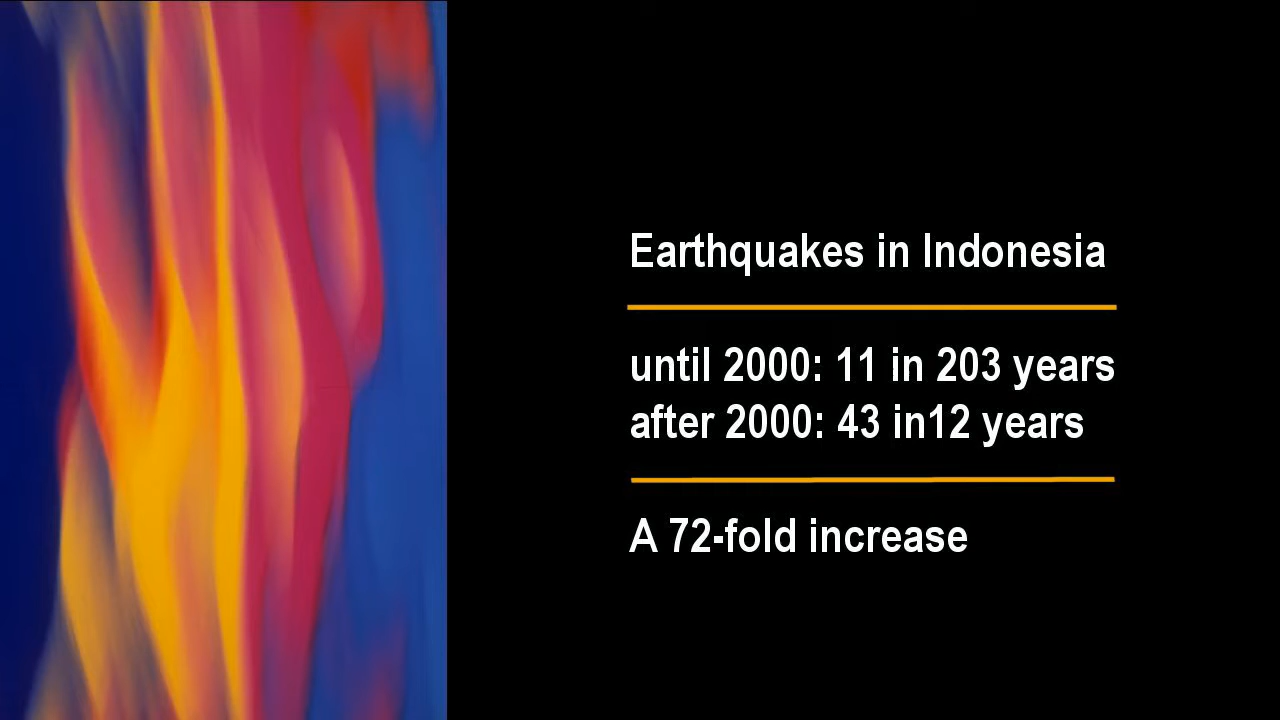 Earthquakes in Indonesia
until 2000: 11 in 203 years
after 2000: 43 in12 years
A 72-fold increase